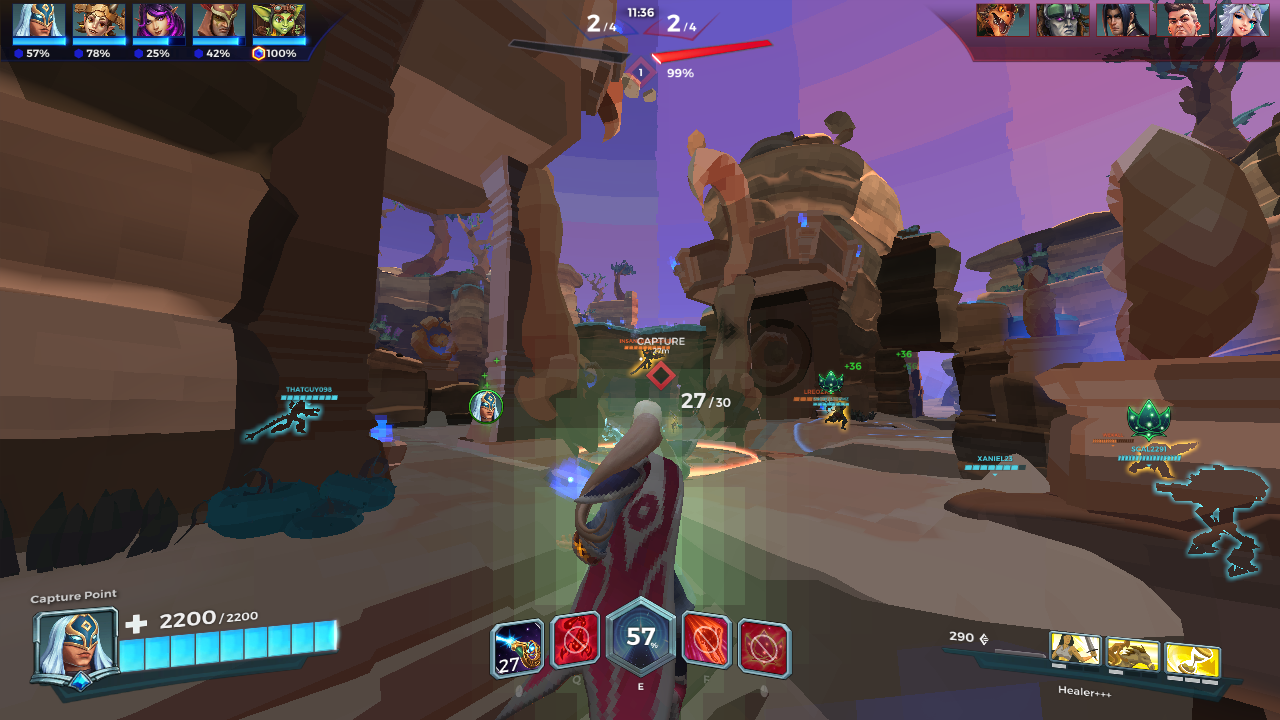 57%
78%
25%
42%
100%
2/4
11:36
2/4
1
99%
CAPTURE
27/30
+36
+36
THATGUY098
XANIEL23
Capture Point
2200/2200
27
57%
Q
E
F
290
Healer+++